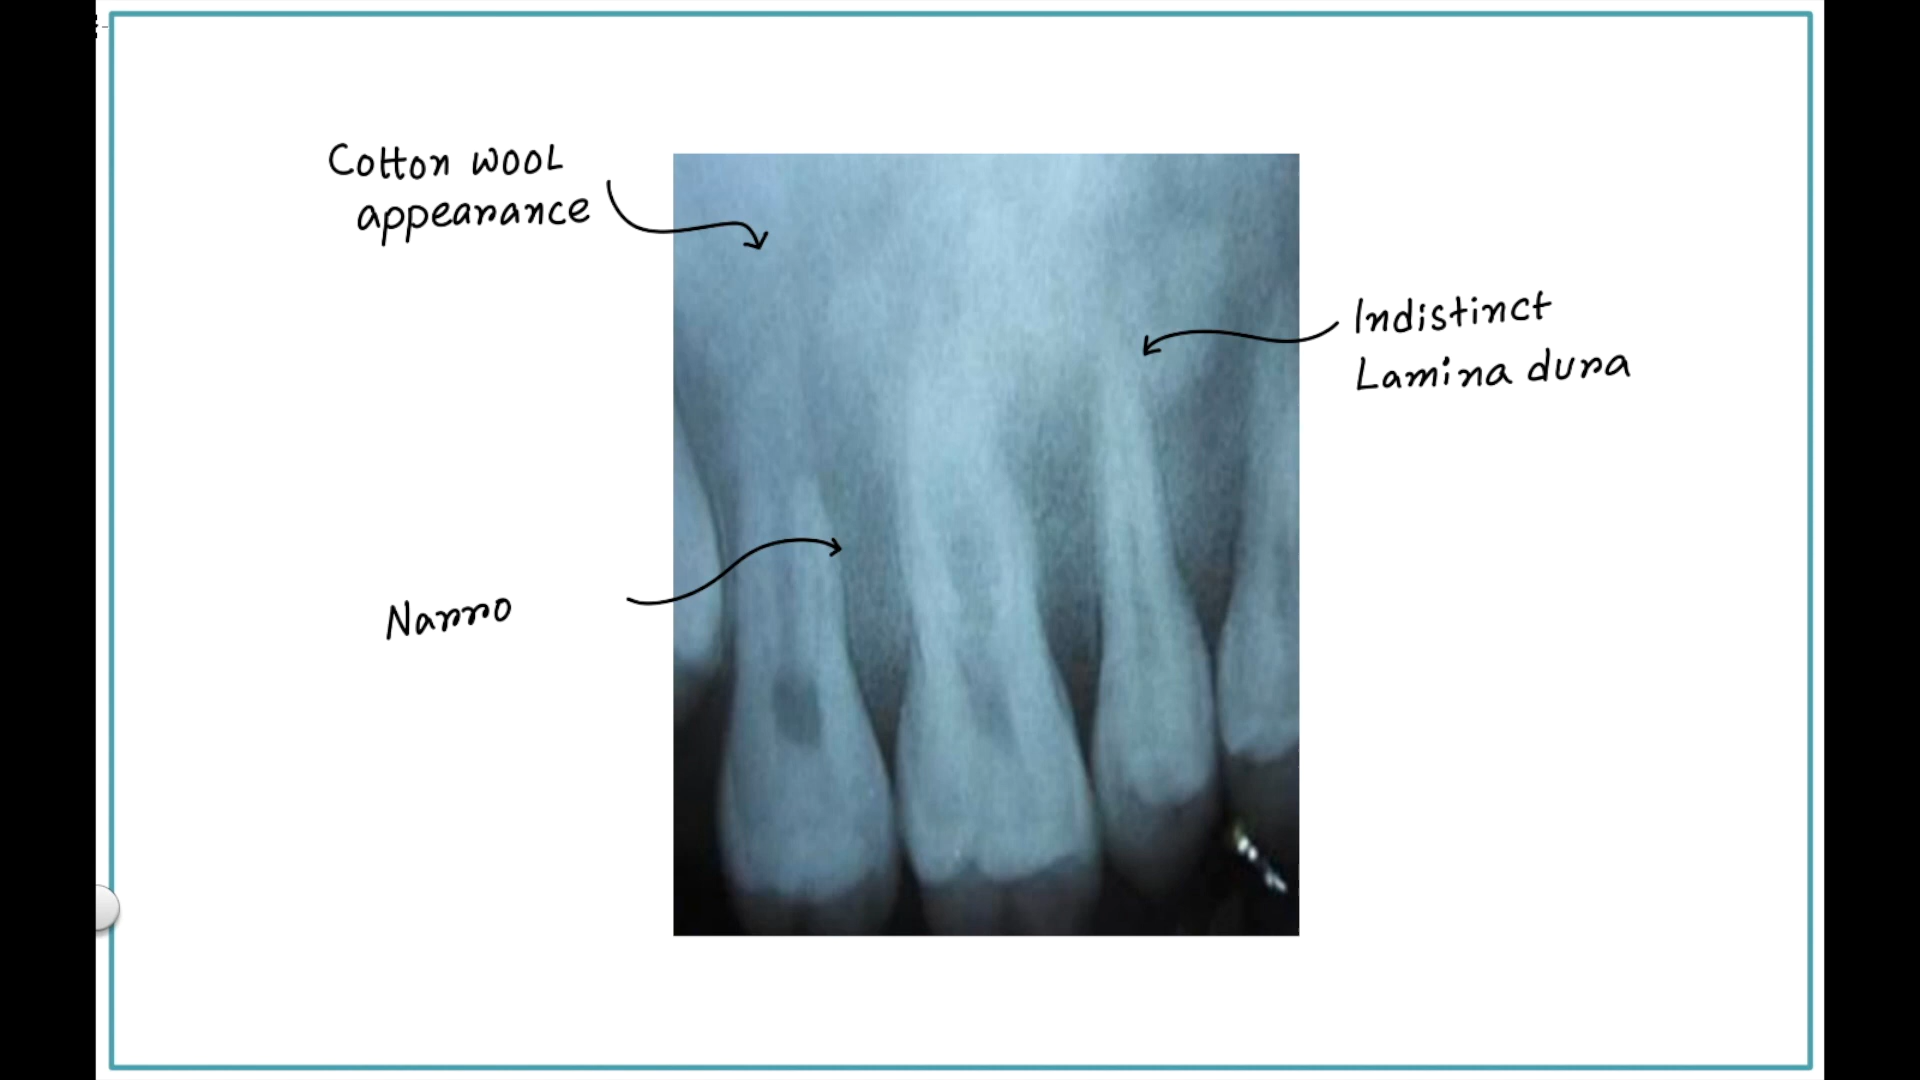 Cotton wool
appearance
Indistinct
Lamina dura
Narro